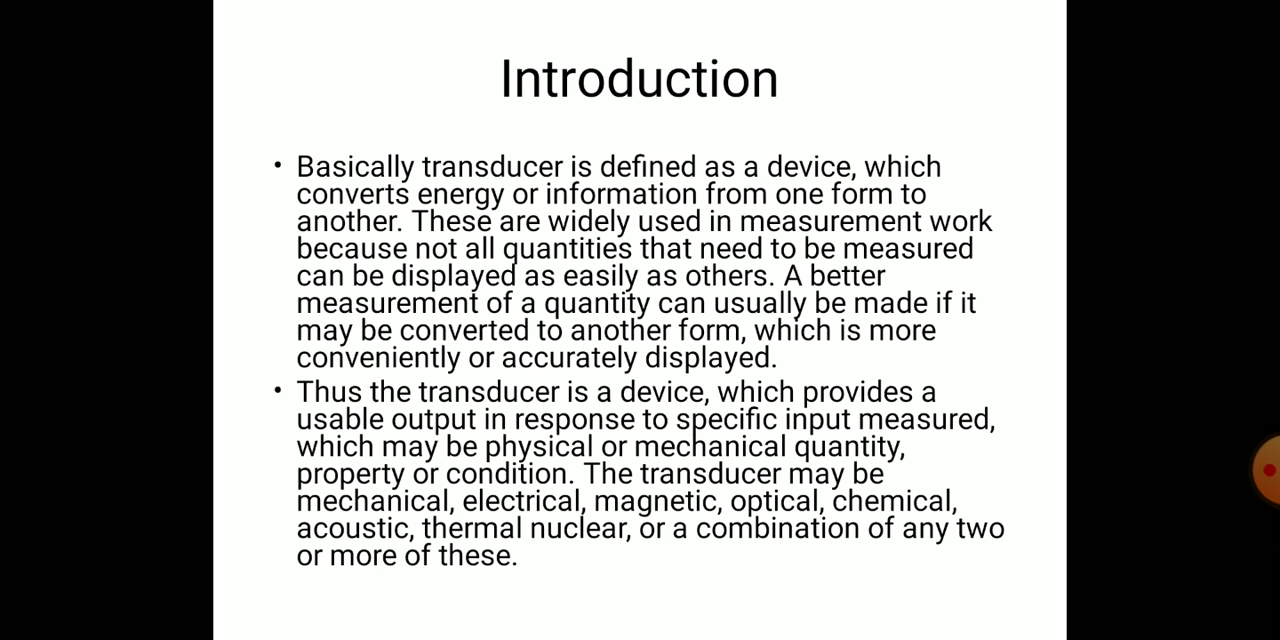 Introduction
• Basically transducer is defined as a device, which
converts energy or information from one form to
another. These are widely used in measurement work
because not all quantities that need to be measured
can be displayed as easily as others. A better
measurement of a quantity can usually be made if it
may be converted to another form, which is more
conveniently or accurately displayed.
• Thus the transducer is a device, which provides a
usable output in response to specific input measured,
which may be physical or mechanical quantity,
property or condition. The transducer may be
mechanical, electrical, magnetic, optical, chemical,
acoustic, thermal nuclear, or a combination of any two
or more of these.